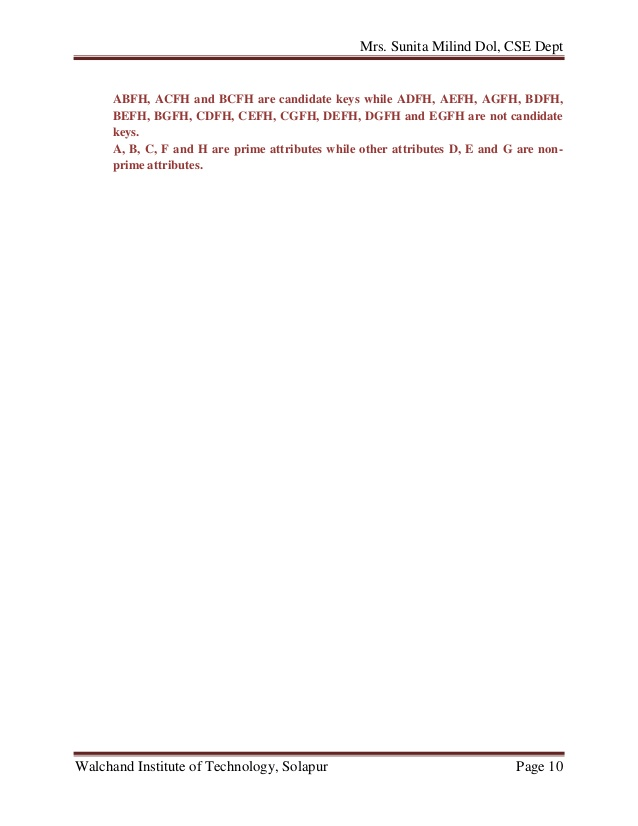 Mrs. Sunita Milind Dol, CSE Dept
ABFH, ACFH and BCFH are candidate keys while ADFH, AEFH, AGFH, BDFH,
BEFH, BGFH, CDFH, CEFH, CGFH, DEFH, DGFH and EGFH are not candidate
keys.
A, B, C, F and H are prime attributes while other attributes D, E and G are non-
prime attributes.
Walchand Institute of Technology, Solapur Page 10